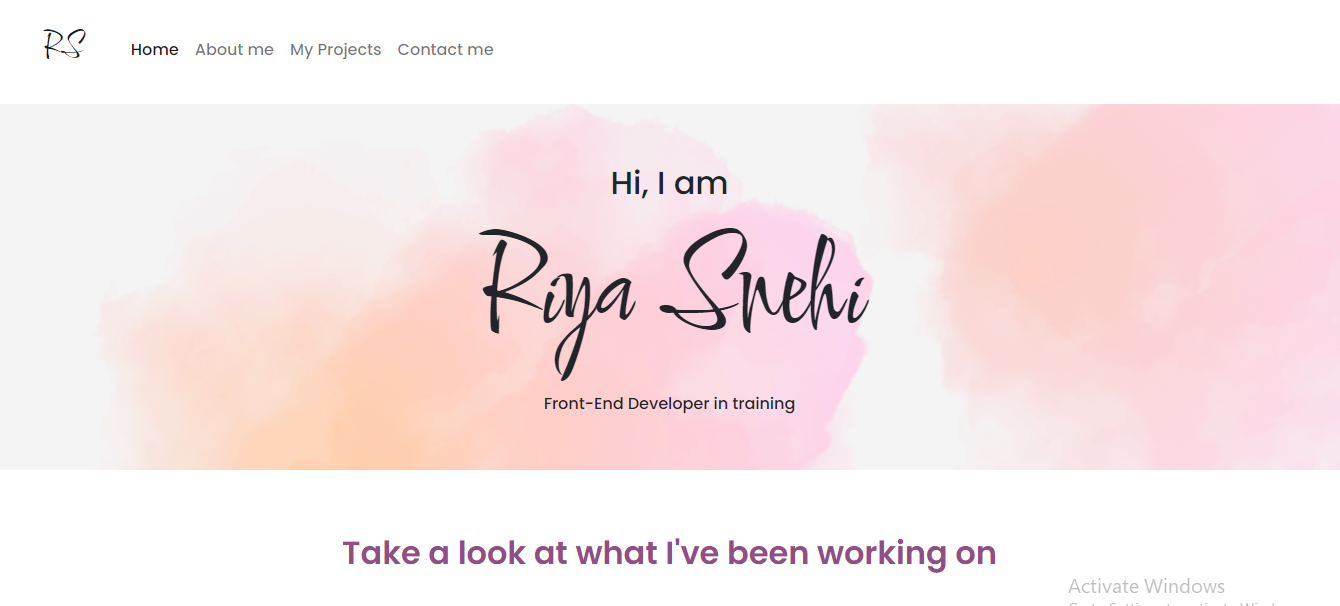 RS
Home About me My Projects Contact me
Hi, I am
Riya Snehi
Front-End Developer in training
Take a look at what I've been working on
Activate Windows